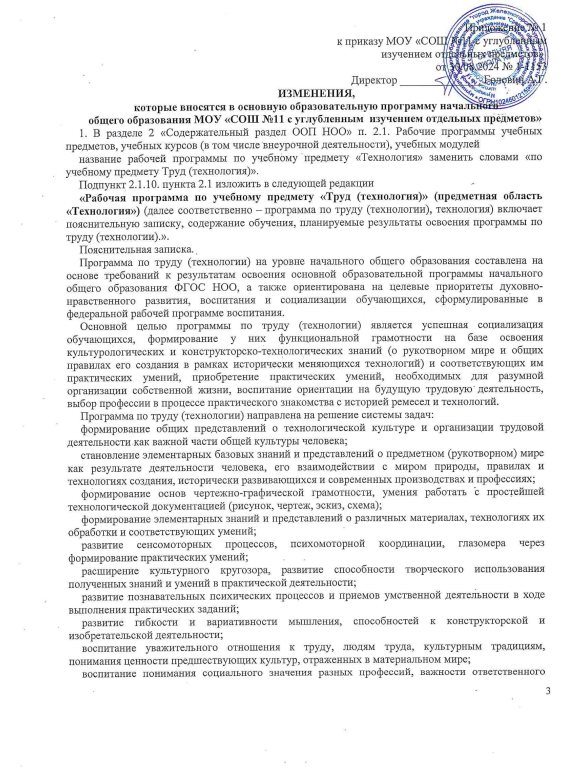 Приложение № 1
к приказу МОУ «СОШ №11 с углубленным
изучением отдельных предметов»
от 30.08.2024 №
Директор
ИЗМЕНЕНИЯ,
которые вносятся в основную образовательную программу начального
общего образования МОУ «СОШ №11 с углубленным изучением отдельных предметов»
1. В разделе 2 «Содержательный раздел ООП НОО» п. 2.1. Рабочие программы учебных
предметов, учебных курсов (в том числе внеурочной деятельности), учебных модулей
название рабочей программы по учебному предмету «Технология» заменить словами «по
учебному предмету Труд (технология)».
Подпункт 2.1.10. пункта 2.1 изложить в следующей редакции
«Рабочая программа по учебному предмету «Труд (технология)» (предметная область
«Технология») (далее соответственно – программа по труду (технологии), технология) включает
пояснительную записку, содержание обучения, планируемые результаты освоения программы по
труду (технологии).».
Пояснительная записка.
Программа по труду (технологии) на уровне начального общего образования составлена на
основе требований к результатам освоения основной образовательной программы начального
общего образования ФГОС НОО, а также ориентирована на целевые приоритеты духовно-
нравственного развития, воспитания и социализации обучающихся, сформулированные в
федеральной рабочей программе воспитания.
Основной целью программы по труду (технологии) является успешная социализация
обучающихся, формирование у них функциональной грамотности на базе освоения
культурологических и конструкторско-технологических знаний (о рукотворном мире и общих
правилах его создания в рамках исторически меняющихся технологий) и соответствующих им
практических умений, приобретение практических умений, необходимых для разумной
организации собственной жизни, воспитание ориентации на будущую трудовую деятельность,
выбор профессии в процессе практического знакомства с историей ремесел и технологий.
Программа по труду (технологии) направлена на решение системы задач:
формирование общих представлений о технологической культуре и организации трудовой
деятельности как важной части общей культуры человека;
становление элементарных базовых знаний и представлений о предметном (рукотворном) мире
как результате деятельности человека, его взаимодействии с миром природы, правилах и
технологиях создания, исторически развивающихся и современных производствах и профессиях;
формирование основ чертежно-графической грамотности, умения работать с простейшей
технологической документацией (рисунок, чертеж, эскиз, схема);
формирование элементарных знаний и представлений о различных материалах, технологиях их
обработки и соответствующих умений;
развитие сенсомоторных процессов, психомоторной координации, глазомера через
формирование практических умений;
расширение культурного кругозора, развитие способности творческого использования
полученных знаний и умений в практической деятельности;
развитие познавательных психических процессов и приемов умственной деятельности в ходе
выполнения практических заданий;
развитие гибкости и вариативности мышления, способностей к конструкторской и
изобретательской деятельности;
воспитание уважительного отношения к труду, людям труда, культурным традициям,
понимания ценности предшествующих культур, отраженных в материальном мире;
воспитание понимания социального значения разных профессий, важности ответственного
3